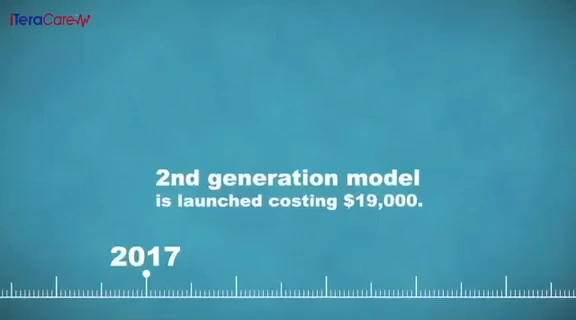 iTeraCare
2nd generation model
is launched costing $19,000.
2017